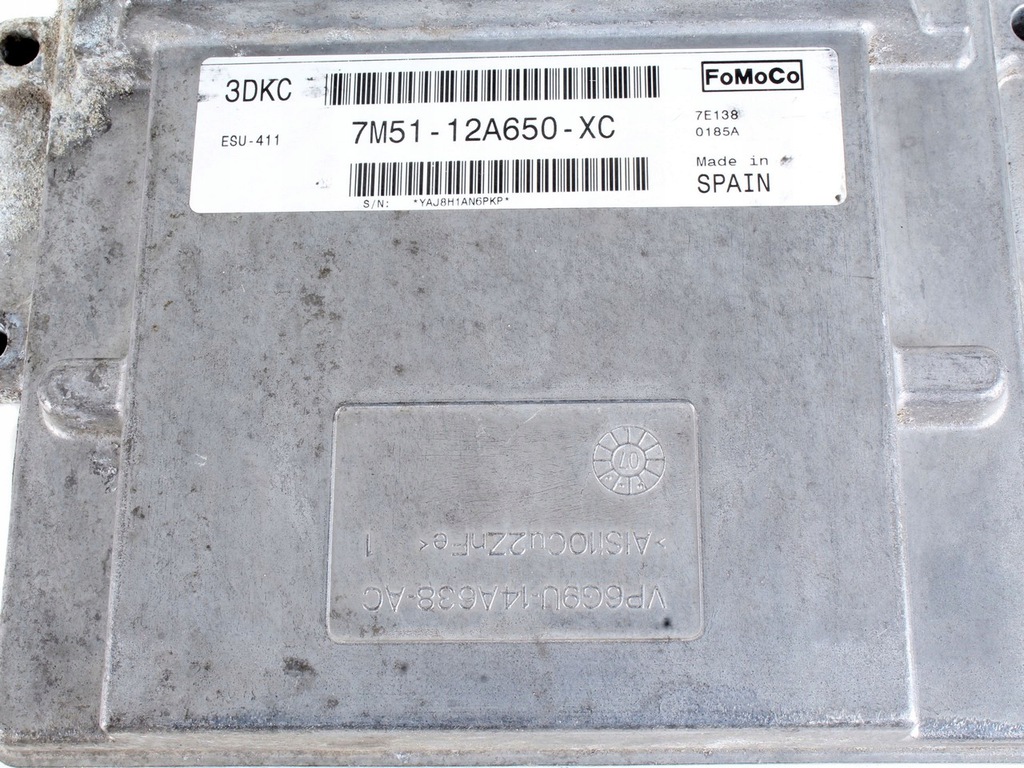 3DKC
FoMoCo
7E138
ESU-411
7M51-12A650-XC
0185A
Made in
SPAIN
S/N: *YAJ8H1AN6PKP*
07
>AlSi10Cu2ZnFe< 1
VP6G9U-14A638-AC